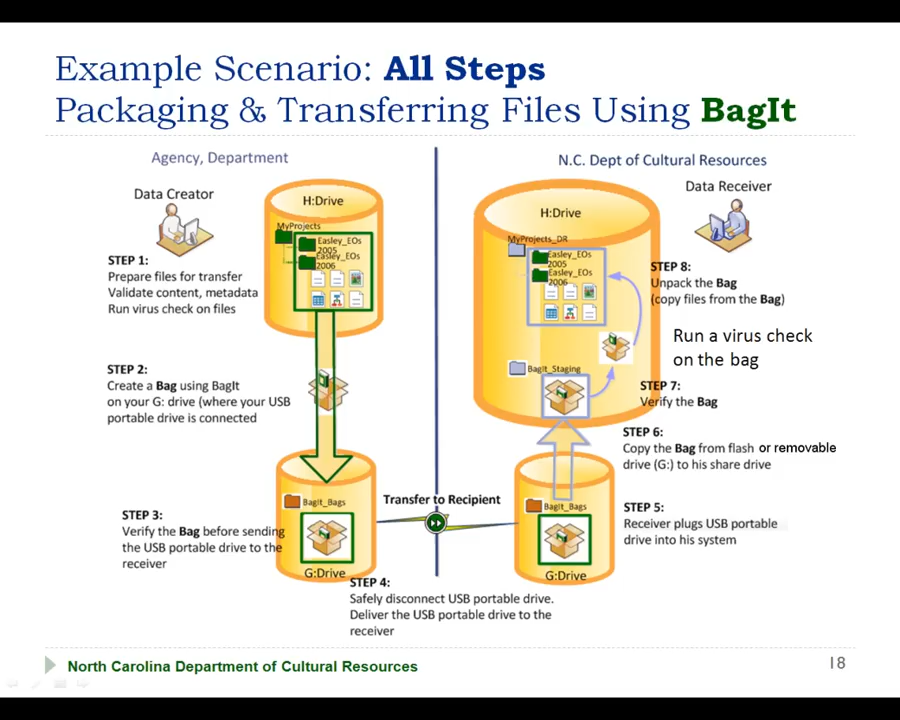 Example Scenario: All Steps
Packaging & Transferring Files Using BagIt
Agency, Department
Data Creator
STEP 1:
Prepare files for transfer
Validate content, metadata
Run virus check on files
H:Drive
MyProjects
Easley_EOs
2005
Easley_EOs
2006
STEP 2:
Create a Bag using BagIt
on your G: drive (where your USB
portable drive is connected
STEP 3:
Verify the Bag before sending
the USB portable drive to the
receiver
BagIt_Bags
G:Drive
Transfer to Recipient
STEP 4:
Safely disconnect USB portable drive.
Deliver the USB portable drive to the
receiver
N.C. Dept of Cultural Resources
Data Receiver
H:Drive
MyProjects_DR
Easley_EOs
2005
Easley_EOs
2006
BagIt_Staging
STEP 8:
Unpack the Bag
(copy files from the Bag)
Run a virus check
on the bag
STEP 7:
Verify the Bag
STEP 6:
Copy the Bag from flash or removable
drive (G:) to his share drive
STEP 5:
Receiver plugs USB portable
drive into his system
BagIt_Bags
G:Drive
North Carolina Department of Cultural Resources
18